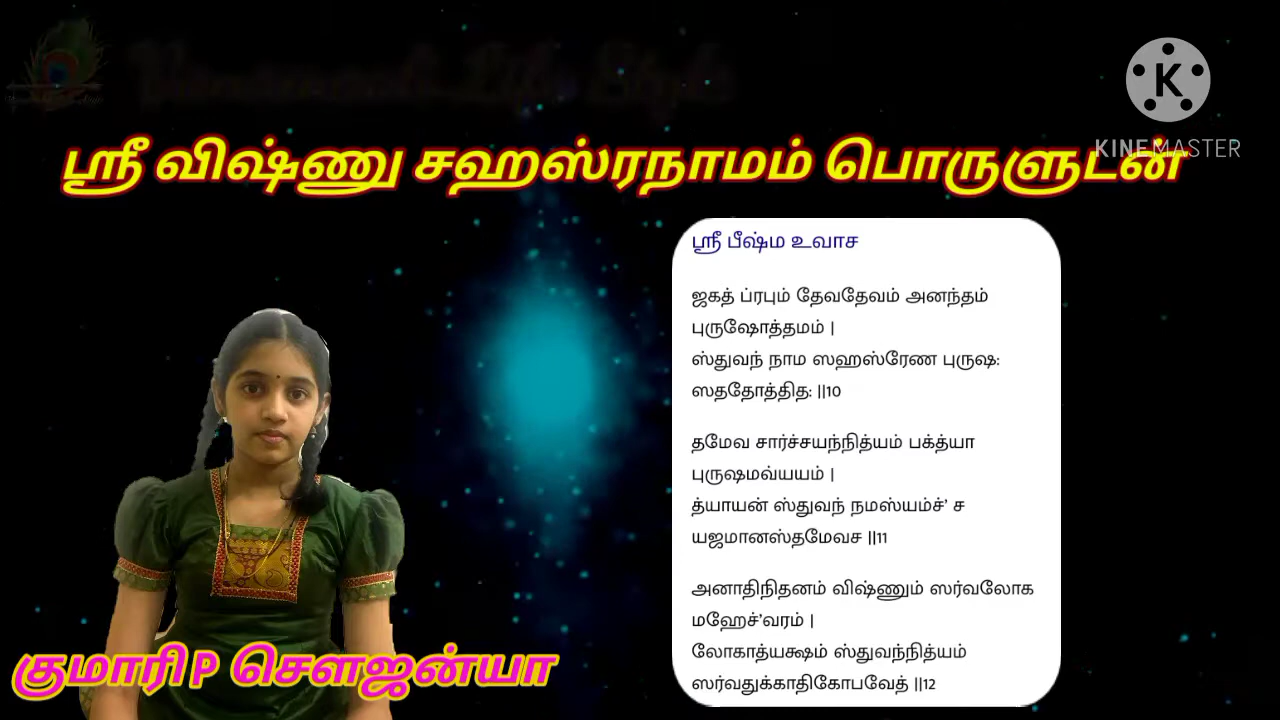 ஸ்ரீ விஷ்ணு சஹஸ்ரநாமம் பொருளுடன்
KINEMASTER
ஸ்ரீ பீஷ்ம உவாச
ஜகத் ப்ரபும் தேவதேவம் அனந்தம்
புருஷோத்தமம் |
ஸ்துவந் நாம ஸஹஸ்ரேண புருஷ:
ஸததோத்தித: ||10
தமேவ சார்ச்சயந்நித்யம் பக்த்யா
புருஷமவ்யயம் |
த்யாயன் ஸ்துவந் நமஸ்யம்ச்’ ச
யஜமானஸ்தமேவச ||11
அனாதிநிதனம் விஷ்ணும் ஸர்வலோக
மஹேச்’வரம் |
லோகாத்யக்ஷம் ஸ்துவந்நித்யம்
ஸர்வதுக்காதிகோபவேத் ||12
குமாரி P சௌஜன்யா